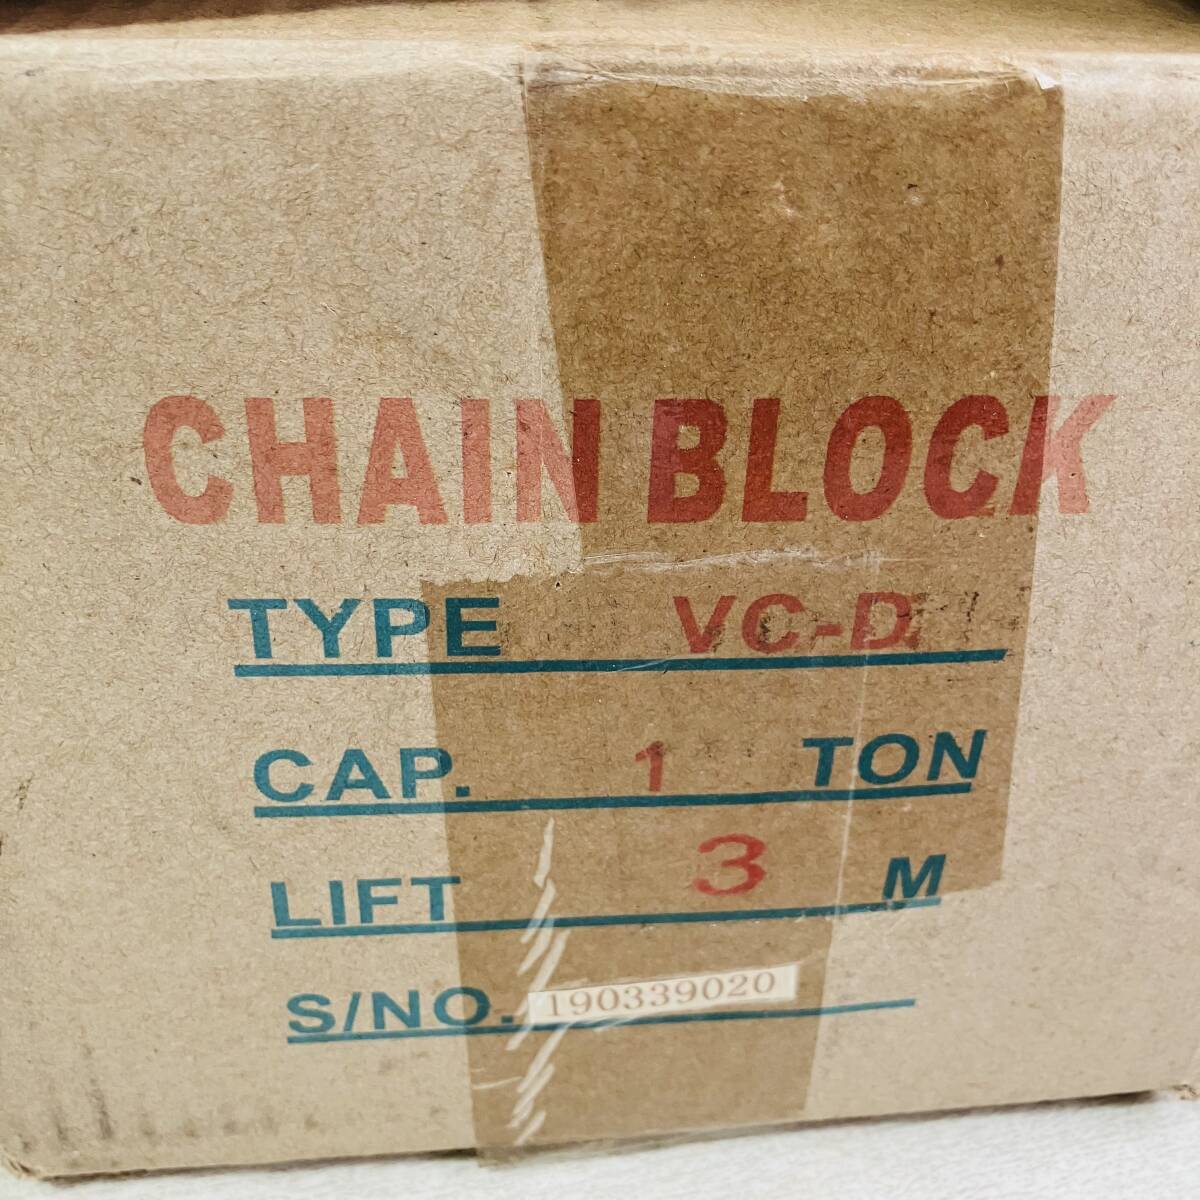 CHAIN BLOCK
TYPE VC-D
CAP. 1 TON
LIFT 3 M
S/NO. 190339020